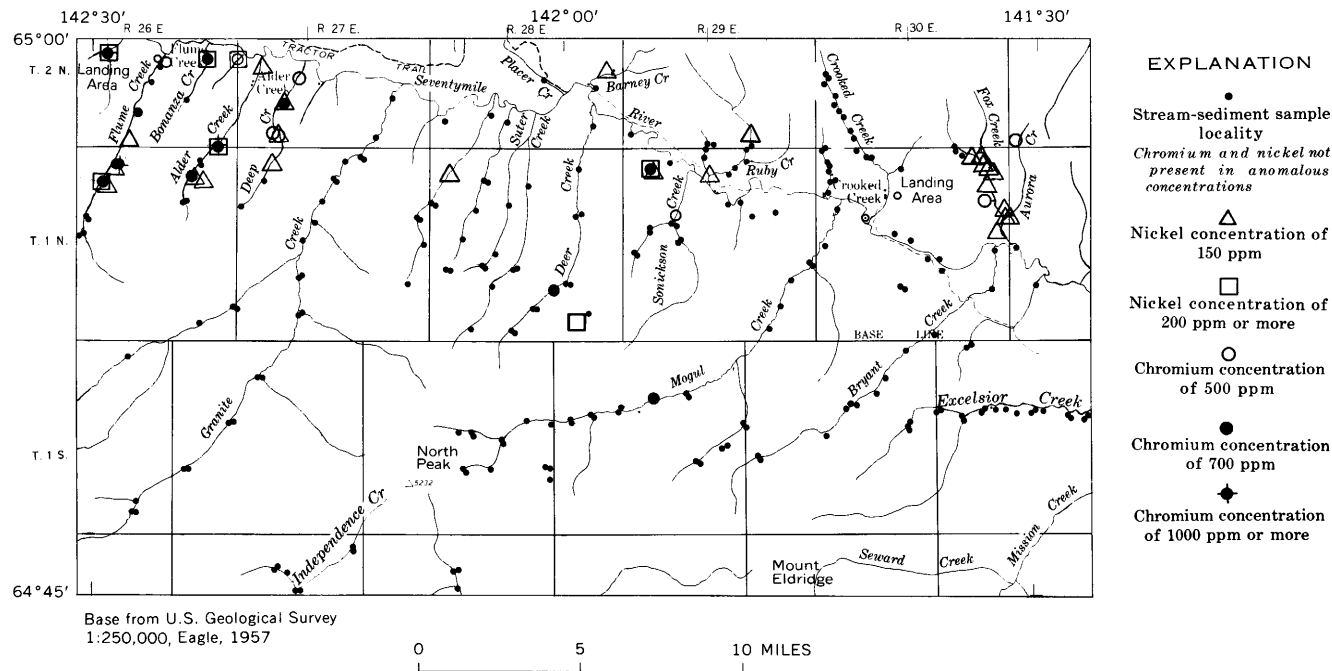 142°30'
142°00'
141°30'
R. 26 E
R. 27 E.
R. 28 E
R. 29 E
R. 30 E.
65°00'
T. 2 N.
T. 1 N.
T. 1 S.
64°45'
Landing
Area
Flume
Creek
Bonanza Cr
Alder
Creek
TRACTOR
TRAIL
Seventymile
River
Placer
Cr
Barney Cr
Flume
Creek
Bonanza Cr
Alder
Creek
Deep
Cr
Creek
Suter
Creek
Deer
Creek
Sonickson
Creek
Ruby Cr
Crooked
Creek
Crooked
Creek
Landing
Area
Fox Creek
Aurora
Cr
Creek
BASE LINE
Creek
Granite
Mogul
Bryant
Excelsior Creek
North
Peak
5232
Independence Cr
Mount
Eldridge
Seward Creek
Mission Creek
Base from U.S. Geological Survey
1:250,000, Eagle, 1957
0 5 10 MILES
EXPLANATION
Stream-sediment sample
locality
Chromium and nickel not
present in anomalous
concentrations
Nickel concentration of
150 ppm
Nickel concentration of
200 ppm or more
Chromium concentration
of 500 ppm
Chromium concentration
of 700 ppm
Chromium concentration
of 1000 ppm or more